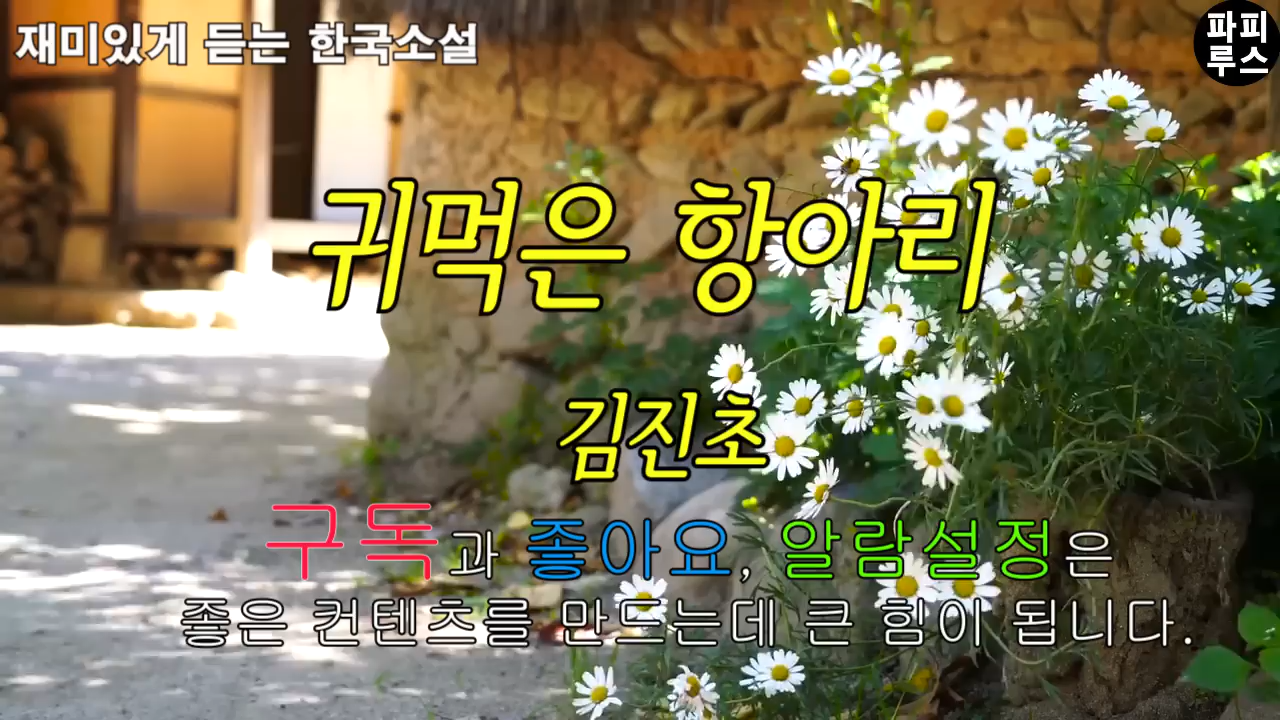 재미있게 듣는 한국소설
파피
루스
귀먹은 항아리
김진초
구독과 좋아요, 알람설정은
좋은 컨텐츠를 만드는데 큰 힘이 됩니다.